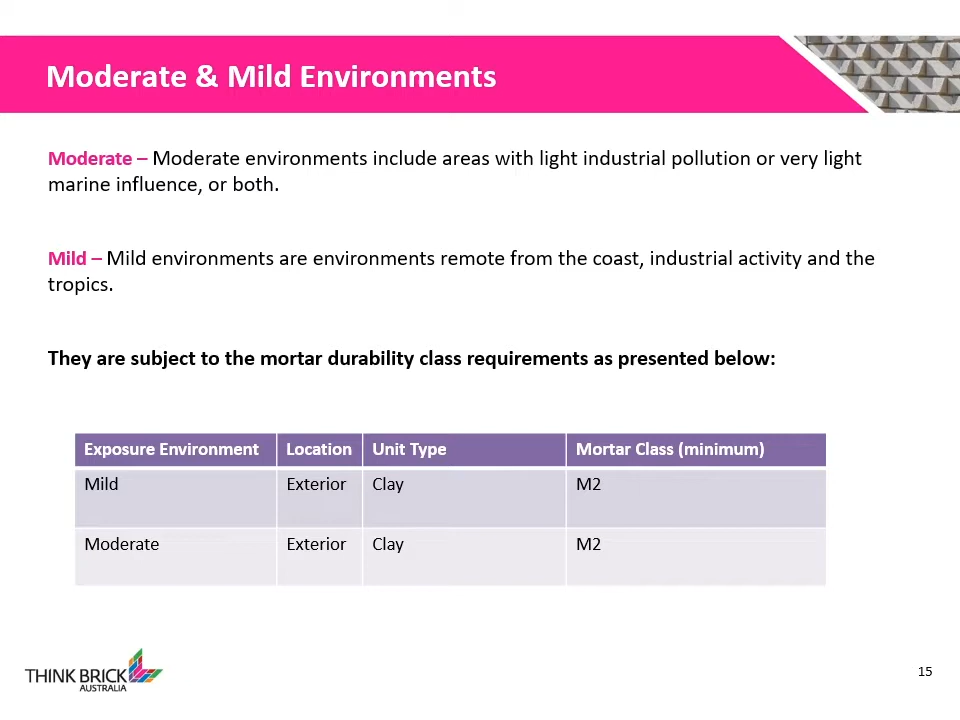 Moderate & Mild Environments
Moderate – Moderate environments include areas with light industrial pollution or very light
marine influence, or both.
Mild – Mild environments are environments remote from the coast, industrial activity and the
tropics.
They are subject to the mortar durability class requirements as presented below:
Exposure Environment Location Unit Type Mortar Class (minimum)
Mild Exterior Clay M2
Moderate Exterior Clay M2
THINK BRICK
AUSTRALIA
15